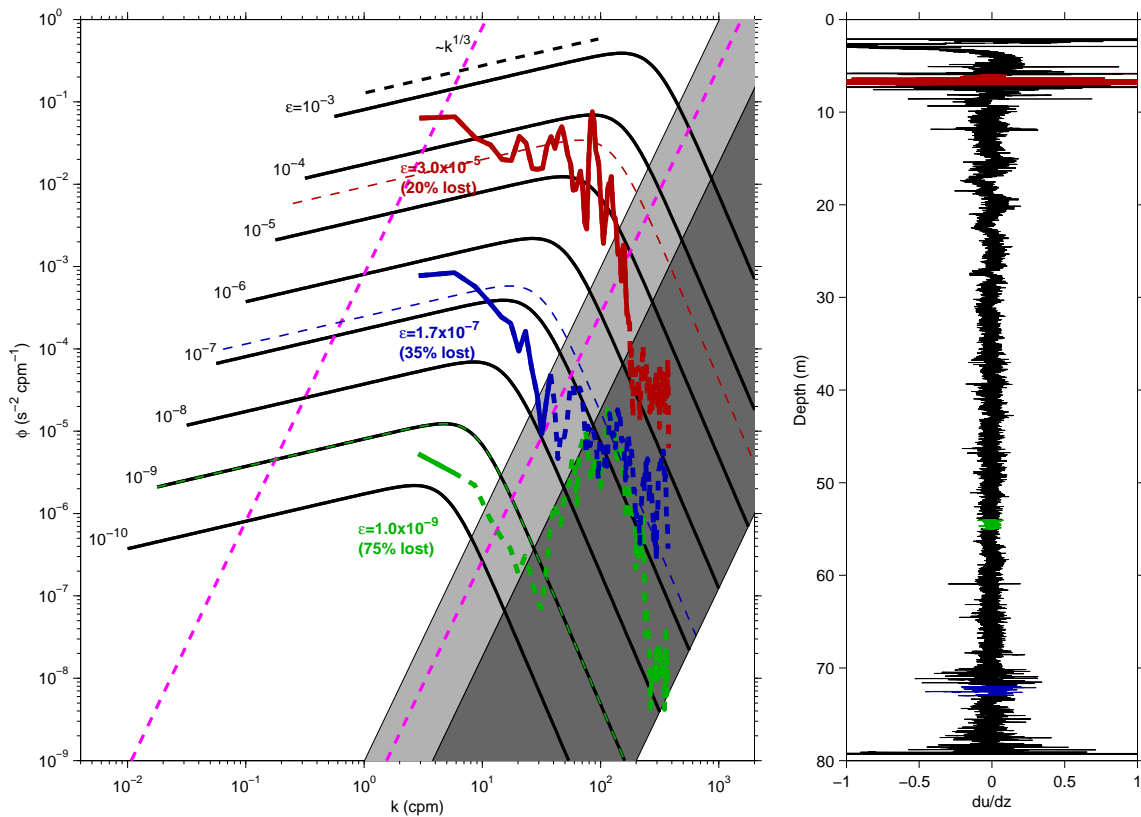 10⁰
10⁻¹
10⁻²
10⁻³
10⁻⁴
10⁻⁵
10⁻⁶
10⁻⁷
10⁻⁸
10⁻⁹
ϕ (s⁻² cpm⁻¹)
~k^1/3
ε=10⁻³
10⁻⁴
10⁻⁵
10⁻⁶
10⁻⁷
10⁻⁸
10⁻⁹
10⁻¹⁰
ε=3.0x10⁻⁵
(20% lost)
ε=1.7x10⁻⁷
(35% lost)
ε=1.0x10⁻⁹
(75% lost)
10⁻² 10⁻¹ 10⁰ 10¹ 10² 10³
k (cpm)
0
10
20
30
40
50
60
70
80
Depth (m)
−1 −0.5 0 0.5 1
du/dz